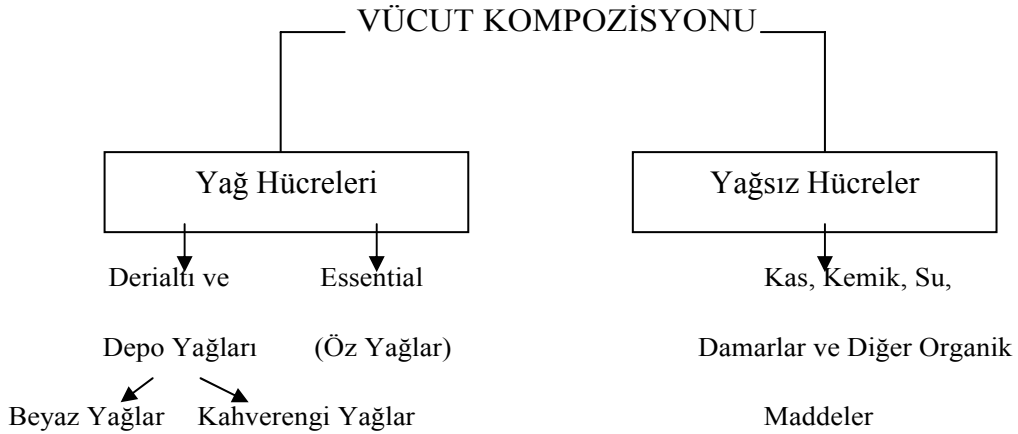 VÜCUT KOMPOZİSYONU
Yağ Hücreleri
Yağsız Hücreler
Derialtı ve
Depo Yağları
Essential
(Öz Yağlar)
Kas, Kemik, Su,
Damarlar ve Diğer Organik
Maddeler
Beyaz Yağlar
Kahverengi Yağlar